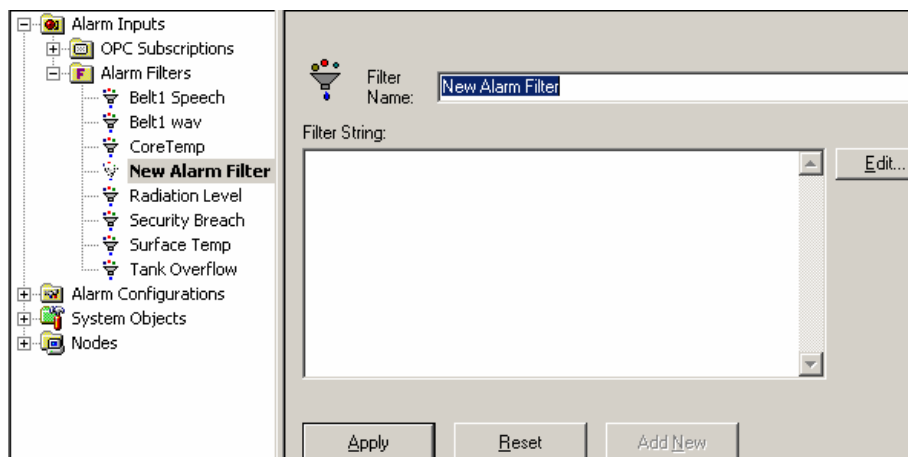 Alarm Inputs
OPC Subscriptions
F Alarm Filters
Belt1 Speech
Belt1 wav
CoreTemp
New Alarm Filter
Radiation Level
Security Breach
Surface Temp
Tank Overflow
Alarm Configurations
System Objects
Nodes
Filter
Name:
New Alarm Filter
Filter String:
Edit...
Apply
Reset
Add New